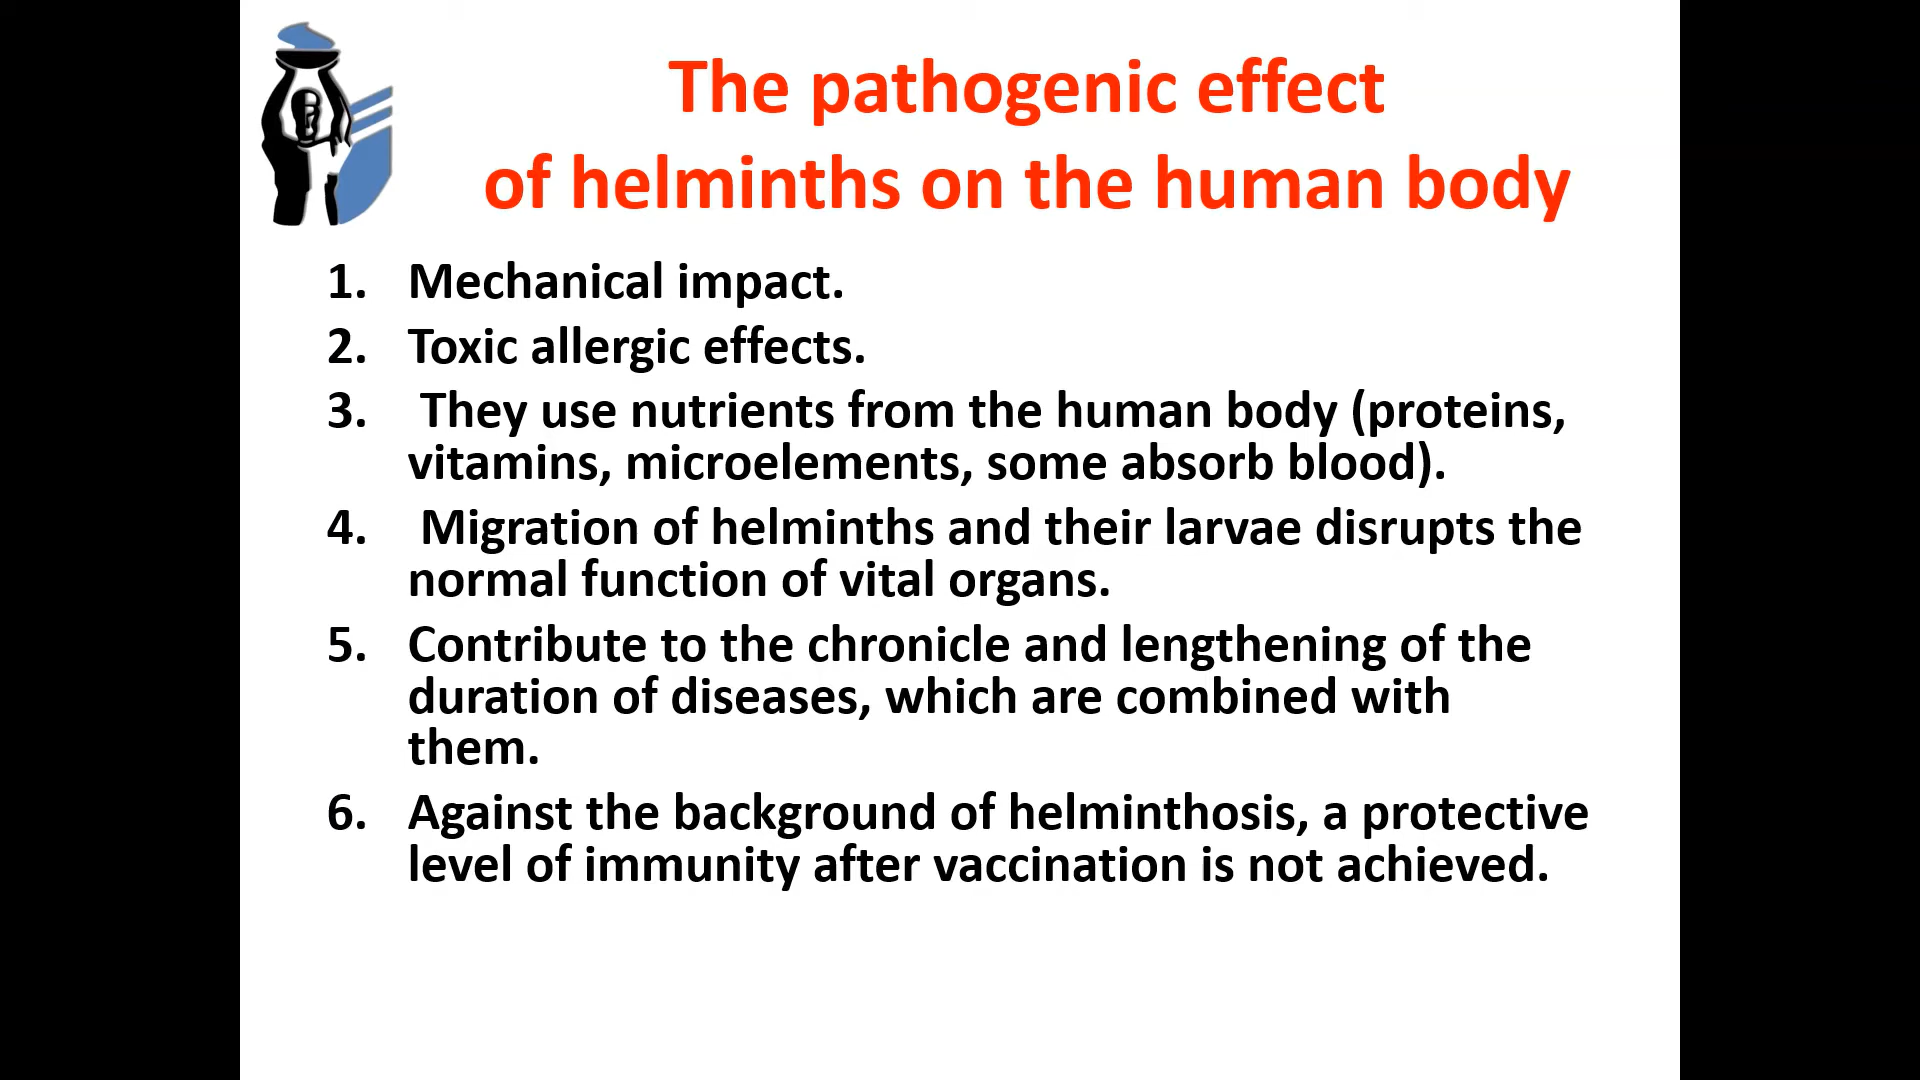 The pathogenic effect
of helminths on the human body
1. Mechanical impact.
2. Toxic allergic effects.
3. They use nutrients from the human body (proteins,
vitamins, microelements, some absorb blood).
4. Migration of helminths and their larvae disrupts the
normal function of vital organs.
5. Contribute to the chronicle and lengthening of the
duration of diseases, which are combined with
them.
6. Against the background of helminthosis, a protective
level of immunity after vaccination is not achieved.